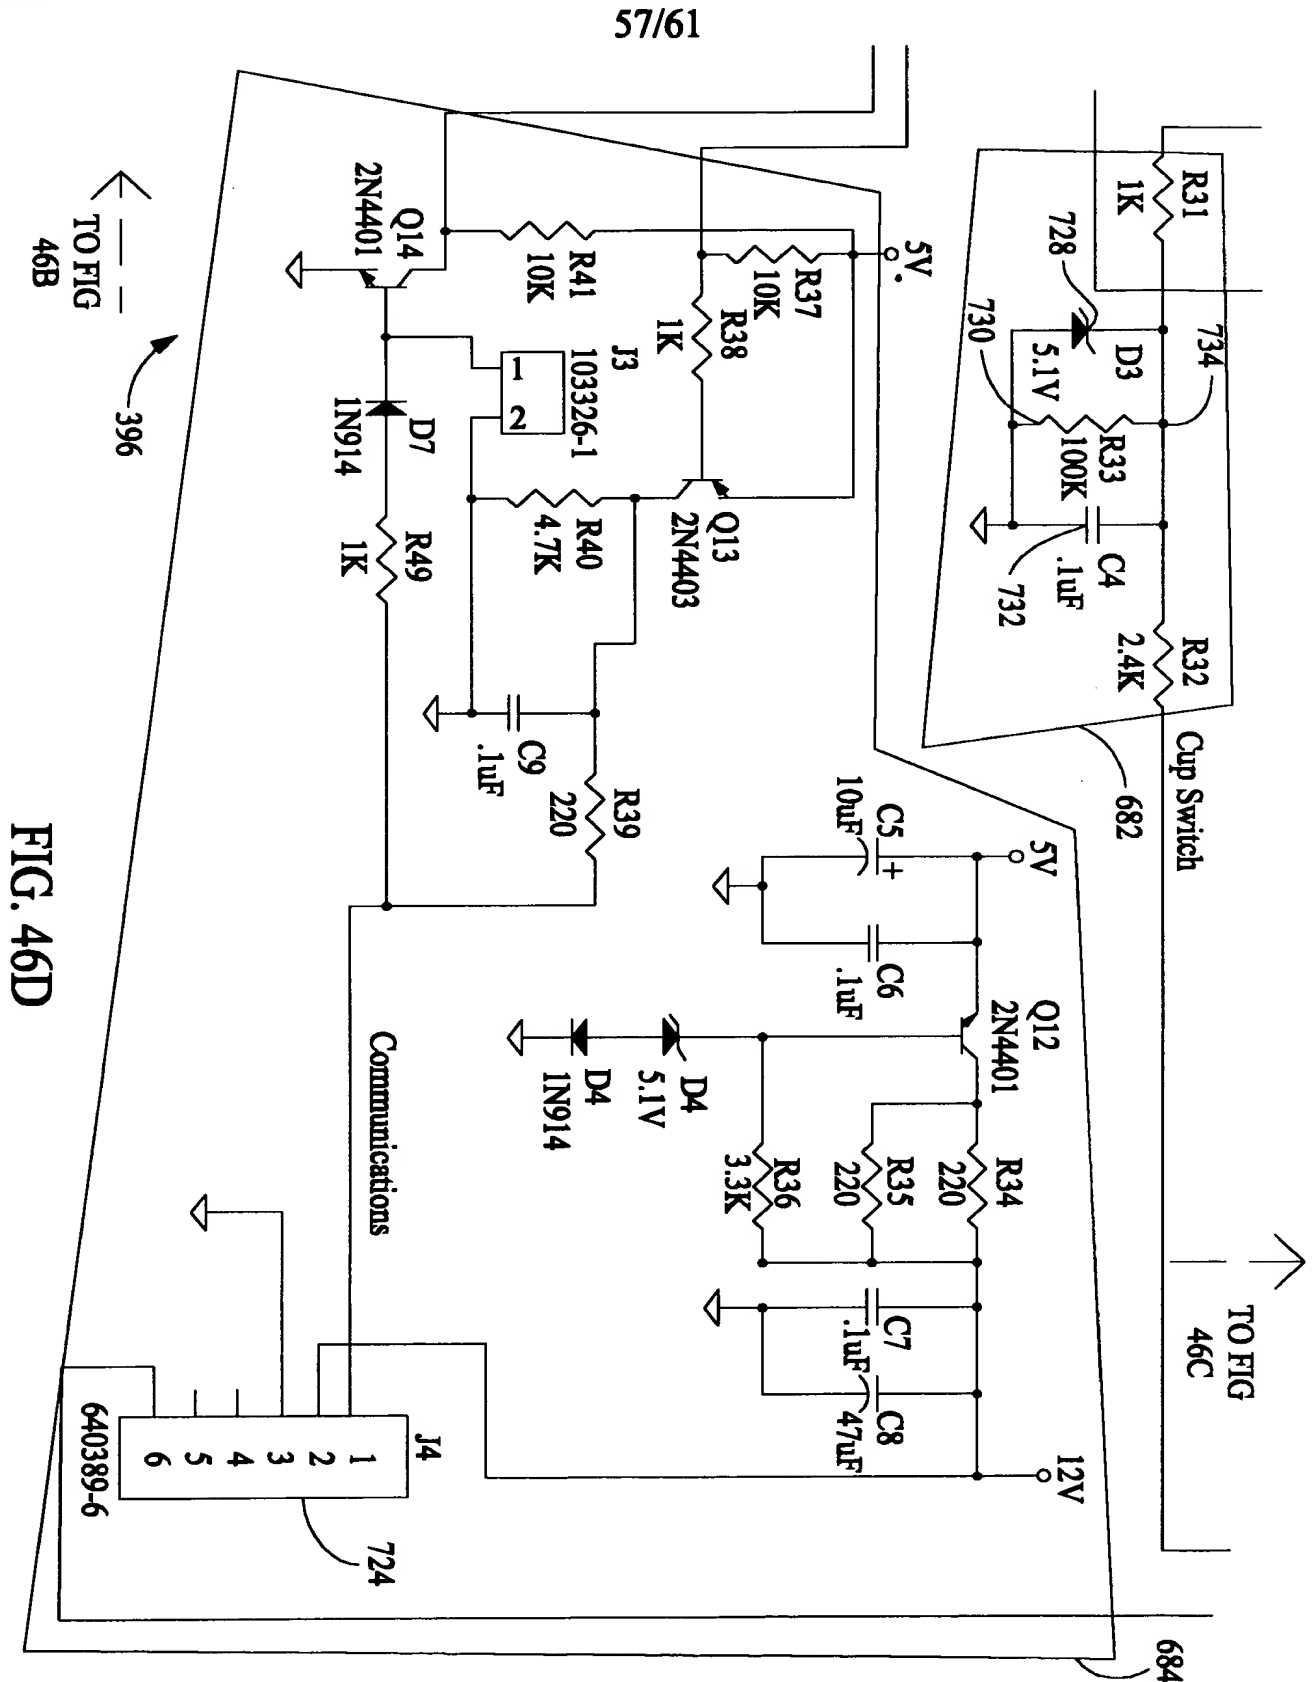 57/61
R31
1K
728
730
D3
5.1V
734
R33
100K
C4
.1uF
732
R32
2.4K
682
Cup Switch
TO FIG
46C
5V
R37
10K
R38
1K
R41
10K
Q14
2N4401
J3
103326-1
1
2
D7
1N914
Q13
2N4403
R40
4.7K
R49
1K
C9
.1uF
R39
220
TO FIG
46B
396
5V
C5
10uF
+
C6
.1uF
Q12
2N4401
D4
5.1V
D4
1N914
R34
220
R35
220
R36
3.3K
C7
.1uF
C8
47uF
12V
Communications
J4
1
2
3
4
5
6
640389-6
724
684
FIG. 46D